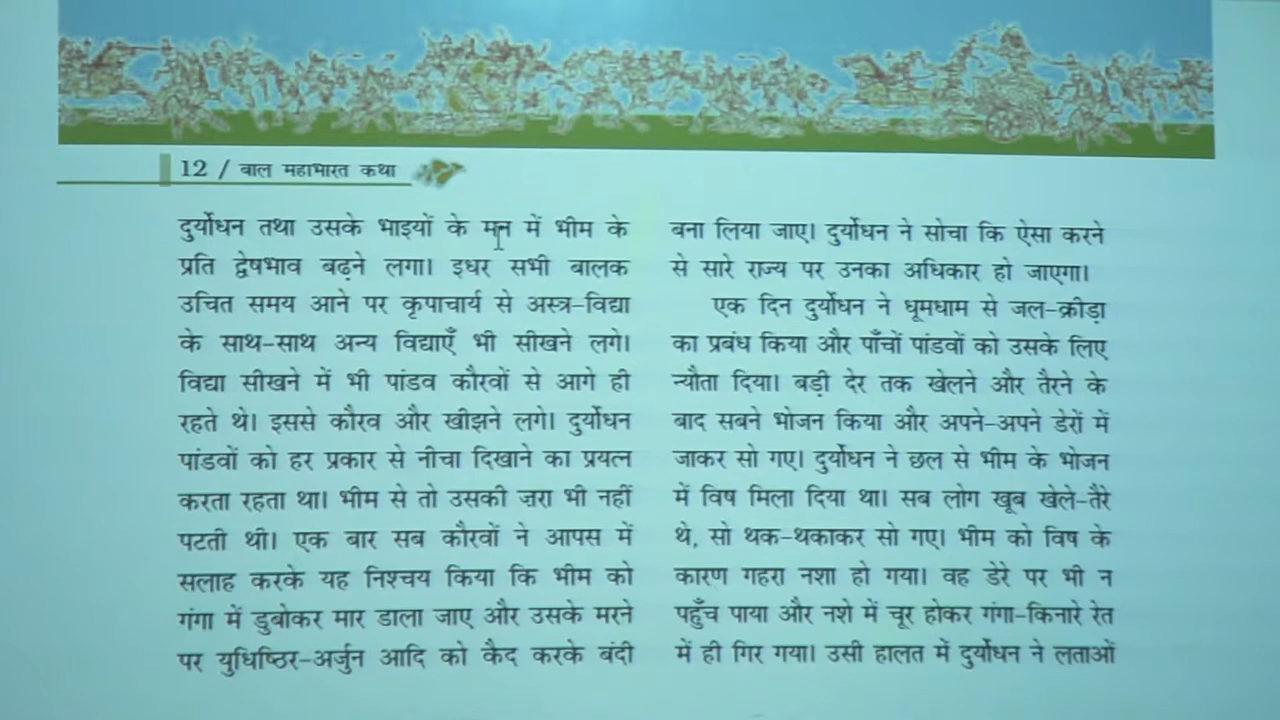 12 / बाल महाभारत कथा
दुर्योधन तथा उसके भाइयों के मन में भीम के
प्रति द्वेषभाव बढ़ने लगा। इधर सभी बालक
उचित समय आने पर कृपाचार्य से अस्त्र-विद्या
के साथ-साथ अन्य विद्याएँ भी सीखने लगे।
विद्या सीखने में भी पांडव कौरवों से आगे ही
रहते थे। इससे कौरव और खीझने लगे। दुर्योधन
पांडवों को हर प्रकार से नीचा दिखाने का प्रयत्न
करता रहता था। भीम से तो उसकी ज़रा भी नहीं
पटती थी। एक बार सब कौरवों ने आपस में
सलाह करके यह निश्चय किया कि भीम को
गंगा में डुबोकर मार डाला जाए और उसके मरने
पर युधिष्ठिर-अर्जुन आदि को कैद करके बंदी
बना लिया जाए। दुर्योधन ने सोचा कि ऐसा करने
से सारे राज्य पर उनका अधिकार हो जाएगा।
एक दिन दुर्योधन ने धूमधाम से जल-क्रीड़ा
का प्रबंध किया और पाँचों पांडवों को उसके लिए
न्यौता दिया। बड़ी देर तक खेलने और तैरने के
बाद सबने भोजन किया और अपने-अपने डेरों में
जाकर सो गए। दुर्योधन ने छल से भीम के भोजन
में विष मिला दिया था। सब लोग खूब खेले-तैरे
थे, सो थक-थकाकर सो गए। भीम को विष के
कारण गहरा नशा हो गया। वह डेरे पर भी न
पहुँच पाया और नशे में चूर होकर गंगा-किनारे रेत
में ही गिर गया। उसी हालत में दुर्योधन ने लताओं